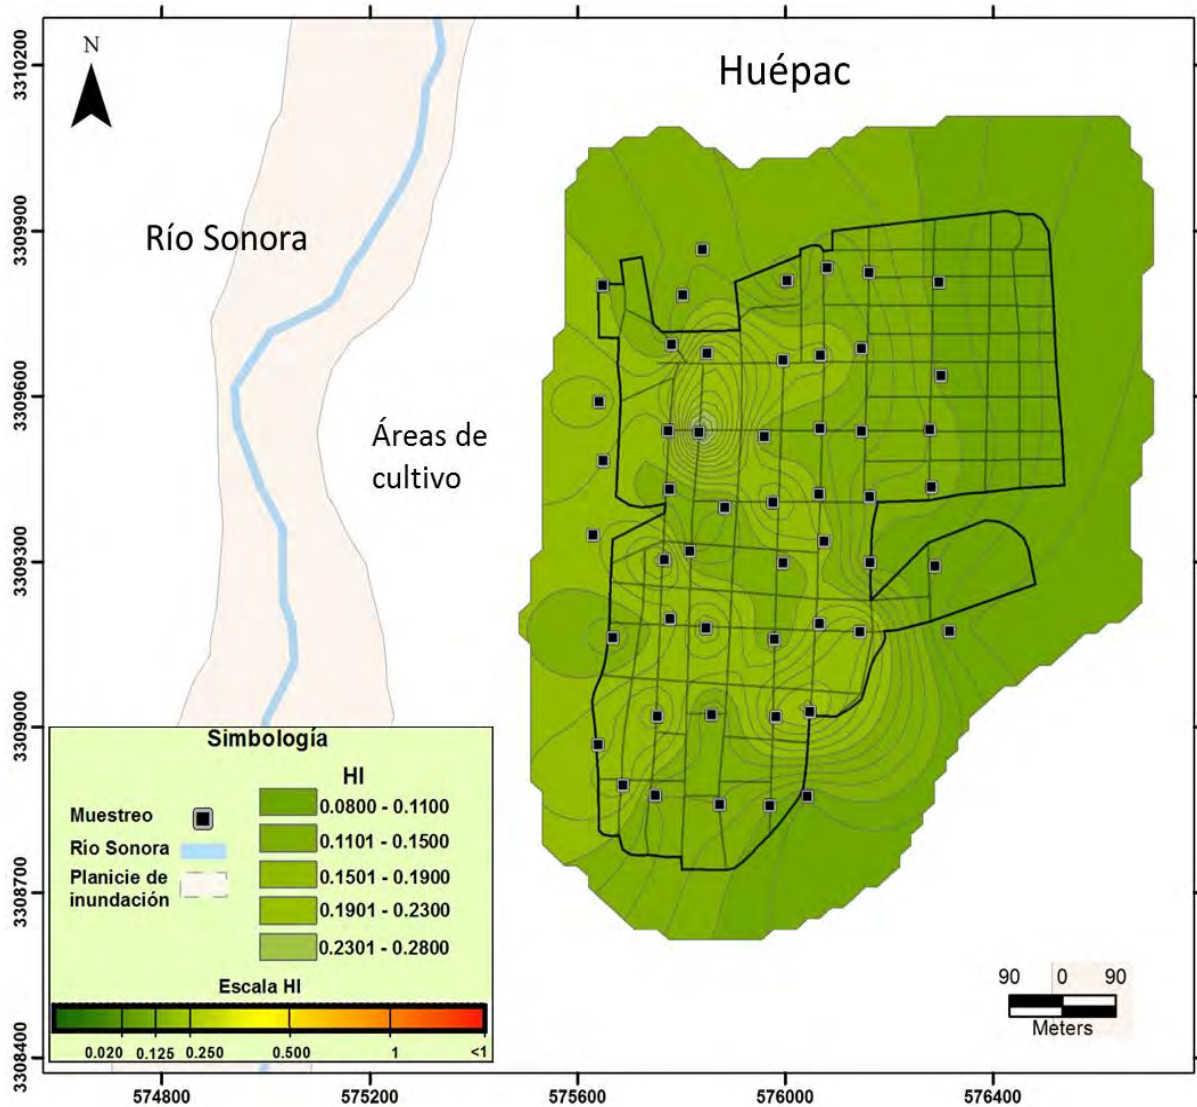 Huépac
N
Río Sonora
Áreas de
cultivo
3310200
3309900
3309600
3309300
3309000
3308700
3308400
Simbología
HI
Muestreo
Río Sonora
Planicie de
inundación
0.0800 - 0.1100
0.1101 - 0.1500
0.1501 - 0.1900
0.1901 - 0.2300
0.2301 - 0.2800
Escala HI
0.020 0.125 0.250 0.500 1 <1
90 0 90
Meters
574800 575200 575600 576000 576400